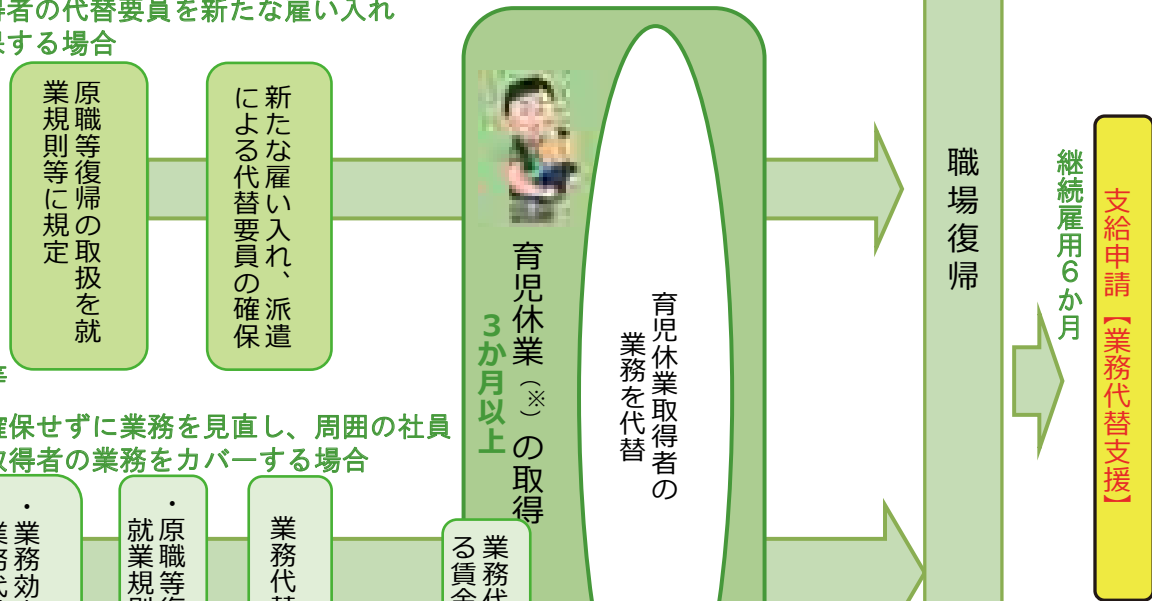 得者の代替要員を新たな雇い入れ
保する場合
原職等復帰の取扱を就
業規則等に規定
新たな雇い入れ、派遣
による代替要員の確保
育児休業（※）の取得
３か月以上
育児休業取得者の
業務を代替
職場復帰
継続雇用６か月
支給申請【業務代替支援】
等
確保せずに業務を見直し、周囲の社員
取得者の業務をカバーする場合
・業務効
業務代
・原職等復
就業規則
業務代替
業務代
る賃金